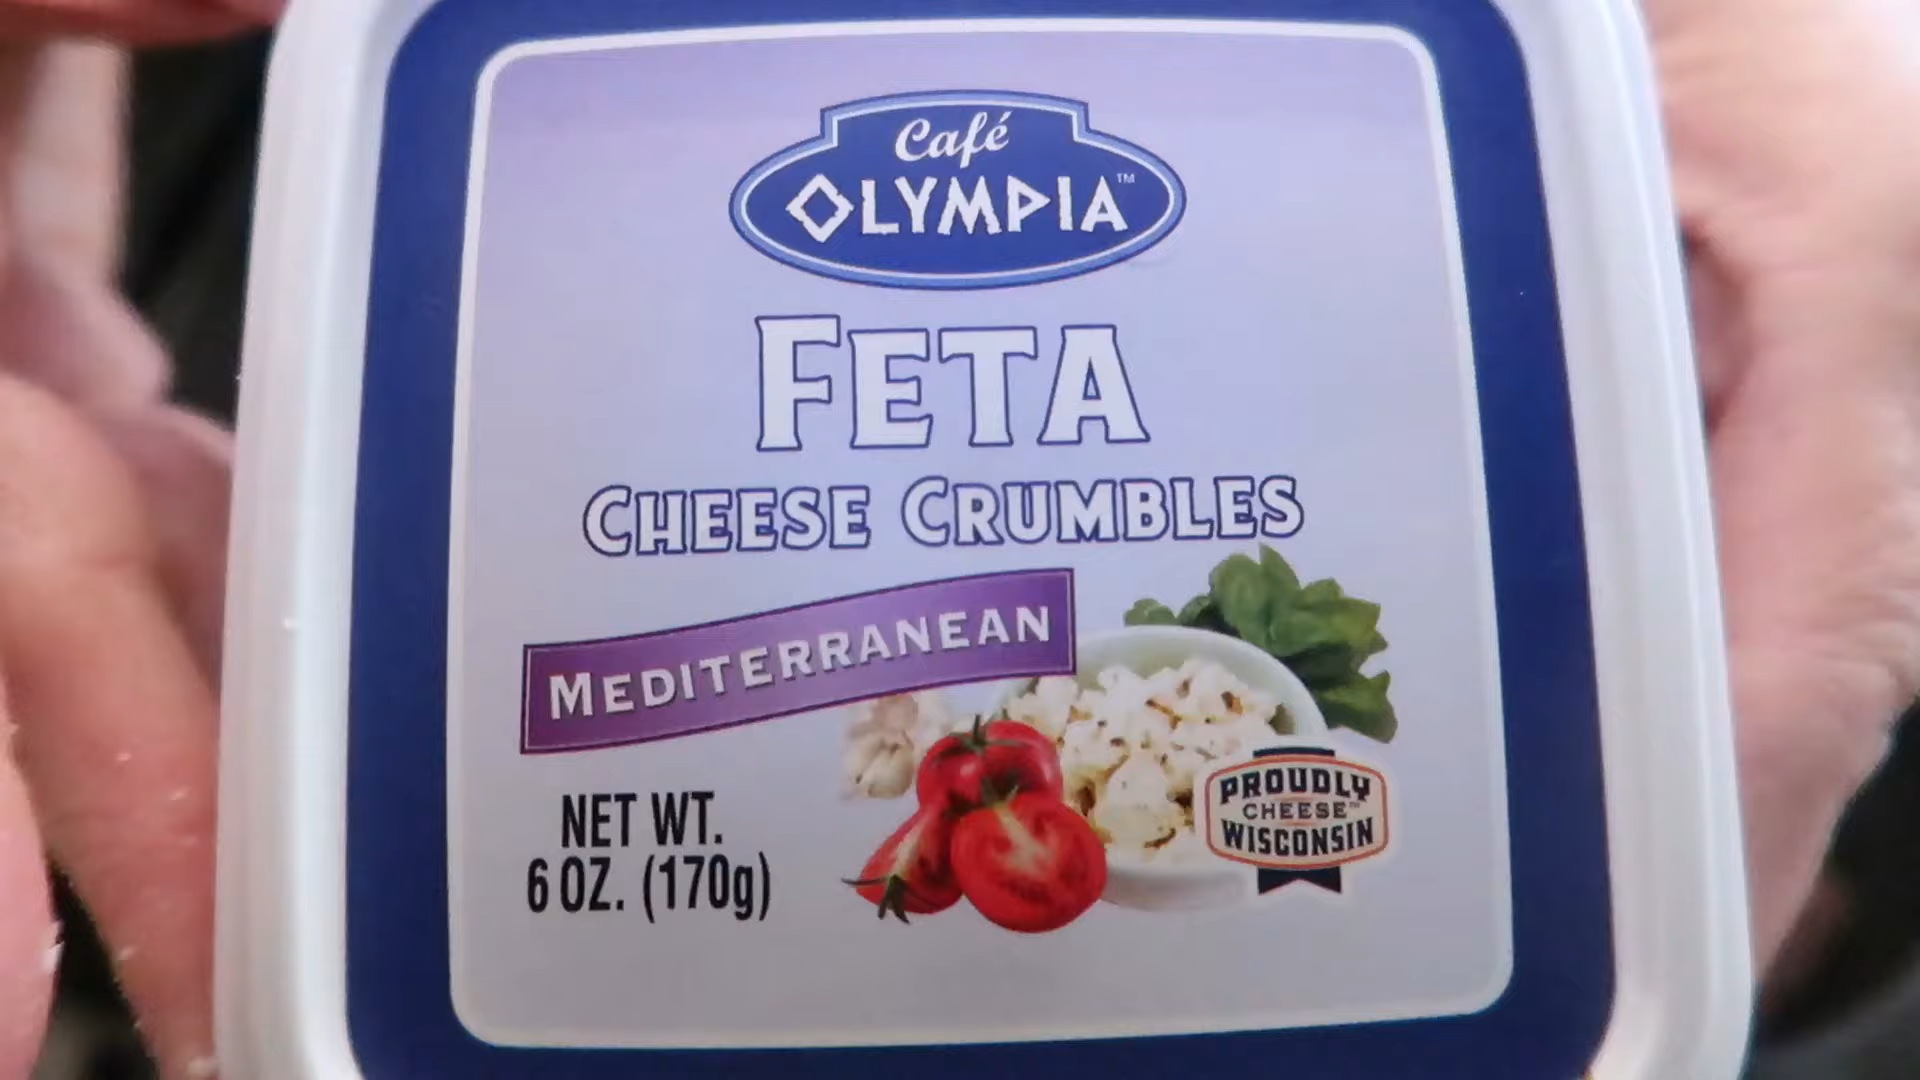 Café
OLYMPIA™
FETA
CHEESE CRUMBLES
MEDITERRANEAN
NET WT.
6 OZ. (170g)
PROUDLY
CHEESE™
WISCONSIN